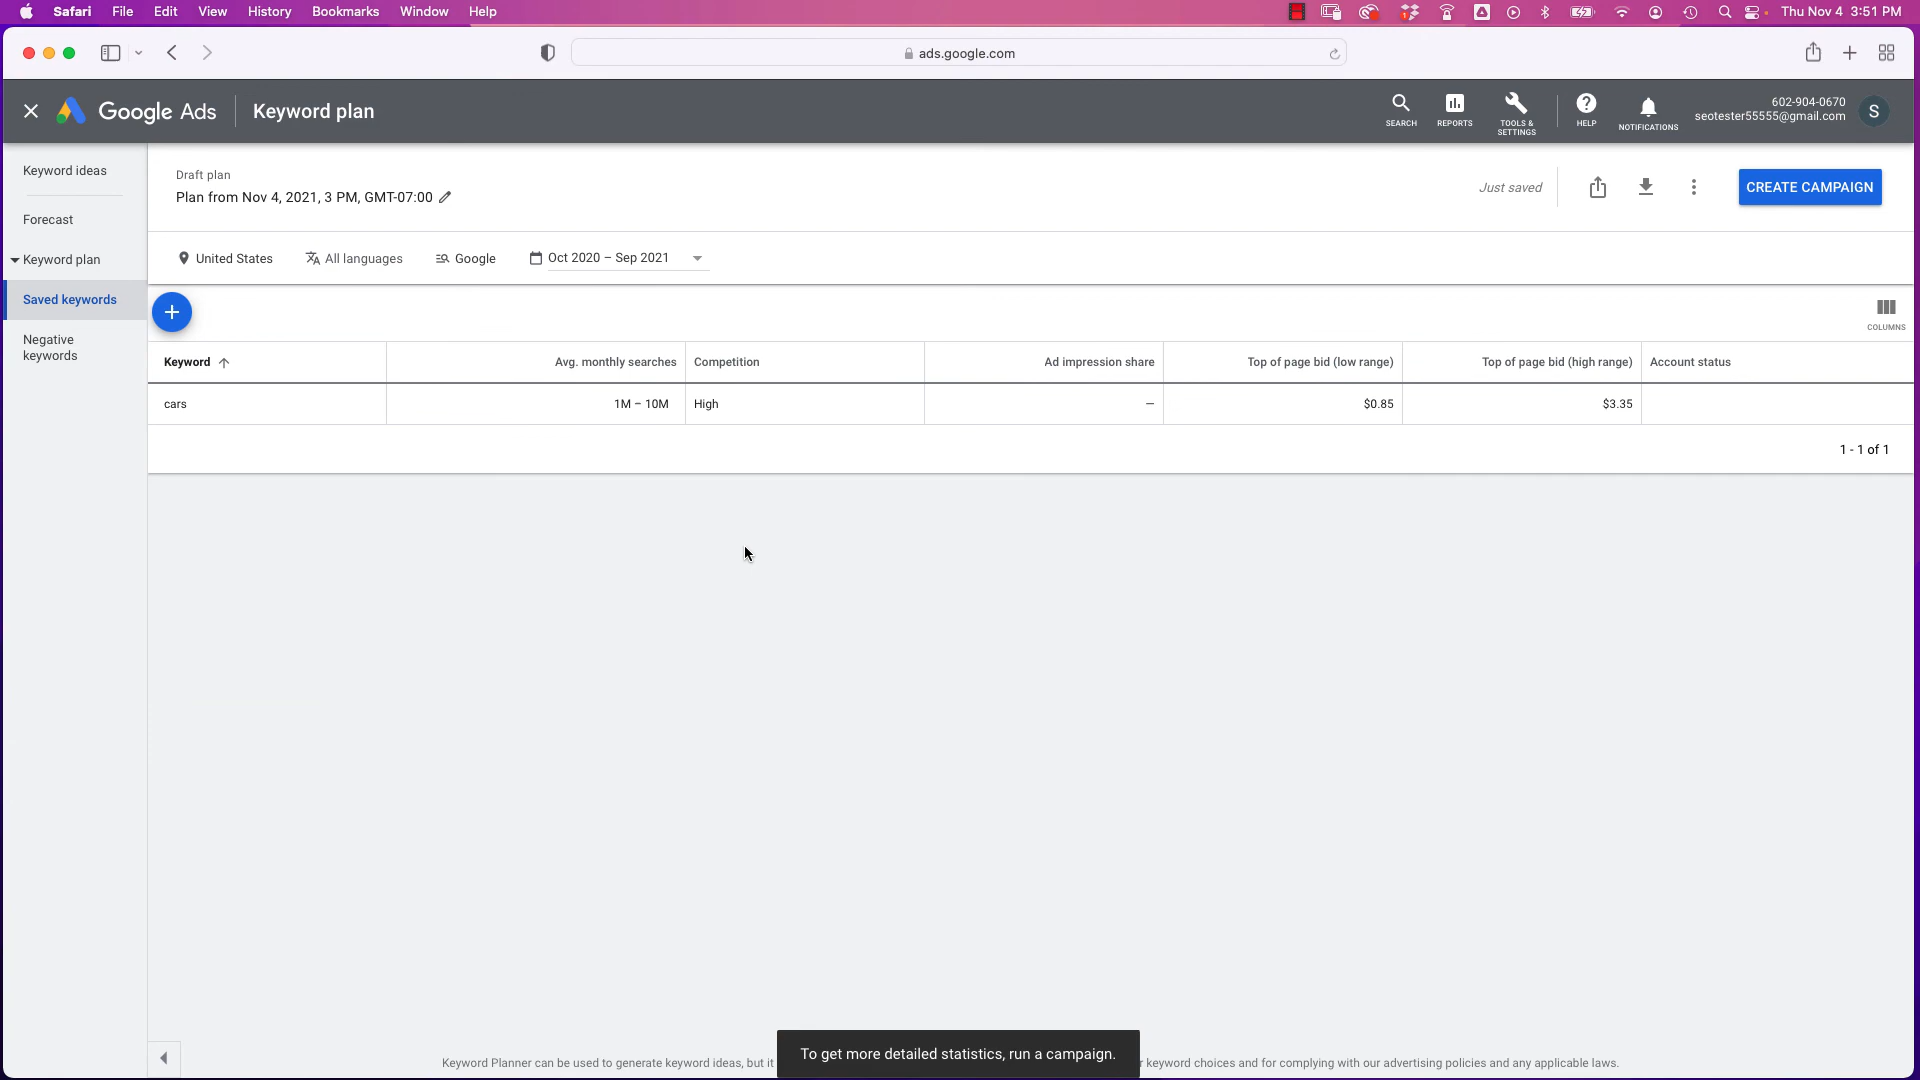 Safari File Edit View History Bookmarks Window Help Thu Nov 4 3:51 PM
ads.google.com
Google Ads Keyword plan
SEARCH REPORTS TOOLS & SETTINGS HELP NOTIFICATIONS
602-904-0670
seotester55555@gmail.com S
Keyword ideas
Forecast
Keyword plan
Saved keywords
Negative
keywords
Draft plan
Plan from Nov 4, 2021, 3 PM, GMT-07:00
Just saved
CREATE CAMPAIGN
United States All languages Google Oct 2020 – Sep 2021
COLUMNS
Keyword Avg. monthly searches Competition Ad impression share Top of page bid (low range) Top of page bid (high range) Account status
cars 1M – 10M High — $0.85 $3.35
1 - 1 of 1
To get more detailed statistics, run a campaign.
Keyword Planner can be used to generate keyword ideas, but it keyword choices and for complying with our advertising policies and any applicable laws.